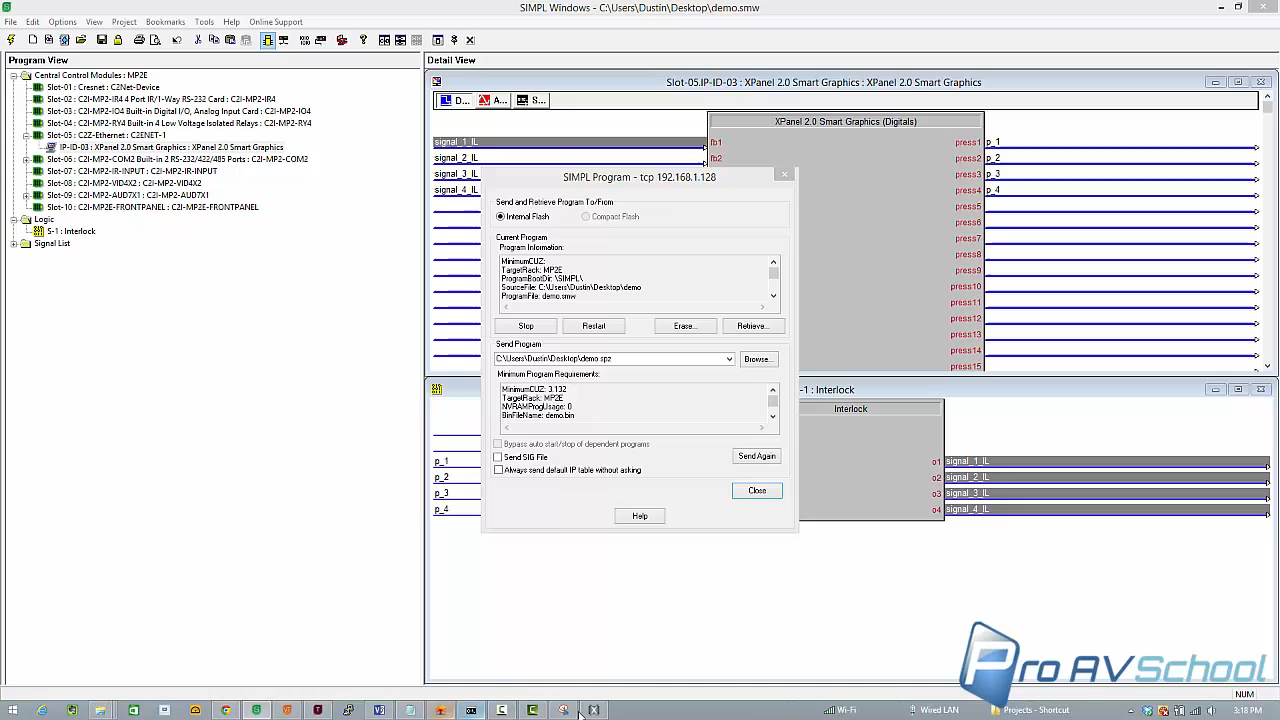 SIMPL Windows - C:\Users\Dustin\Desktop\demo.smw
File Edit Options View Project Bookmarks Tools Help Online Support
Program View
Detail View
Central Control Modules : MP2E
Slot-01 : Cresnet : C2Net-Device
Slot-02 : C2I-MP2-IR4 4 Port IR/1-Way RS-232 Card : C2I-MP2-IR4
Slot-03 : C2I-MP2-IO4 Built-in Digital I/O, Analog Input Card : C2I-MP2-IO4
Slot-04 : C2I-MP2-RY4 Built-in 4 Low Voltage Isolated Relays : C2I-MP2-RY4
Slot-05 : C2Z-Ethernet : C2ENET-1
IP-ID-03 : XPanel 2.0 Smart Graphics : XPanel 2.0 Smart Graphics
Slot-06 : C2I-MP2-COM2 Built-in 2 RS-232/422/485 Ports : C2I-MP2-COM2
Slot-07 : C2I-MP2-IR-INPUT : C2I-MP2-IR-INPUT
Slot-08 : C2I-MP2-VID4X2 : C2I-MP2-VID4X2
Slot-09 : C2I-MP2-AUD7X1 : C2I-MP2-AUD7X1
Slot-10 : C2I-MP2E-FRONTPANEL : C2I-MP2E-FRONTPANEL
Logic
S-1 : Interlock
Signal List
Slot-05.IP-ID-03 : XPanel 2.0 Smart Graphics : XPanel 2.0 Smart Graphics
D... A... S...
XPanel 2.0 Smart Graphics (Digitals)
signal_1_IL fb1 press1 p_1
signal_2_IL fb2 press2 p_2
signal_3_IL press3 p_3
signal_4_IL press4 p_4
press5
press6
press7
press8
press9
press10
press11
press12
press13
press14
press15
SIMPL Program - tcp 192.168.1.128
Send and Retrieve Program To/From
Internal Flash Compact Flash
Current Program
Program Information:
MinimumCUZ:
TargetRack: MP2E
ProgramBootDir: \SIMPL\
SourceFile: C:\Users\Dustin\Desktop\demo
ProgramFile: demo.smw
Stop Restart Erase... Retrieve...
Send Program
C:\Users\Dustin\Desktop\demo.spz Browse...
Minimum Program Requirements:
MinimumCUZ: 3.132
TargetRack: MP2E
NVRAMProgUsage: 0
BinFileName: demo.bin
Bypass auto start/stop of dependent programs
Send SIG File Send Again
Always send default IP table without asking
Close
Help
-1 : Interlock
Interlock
p_1 o1 signal_1_IL
p_2 o2 signal_2_IL
p_3 o3 signal_3_IL
p_4 o4 signal_4_IL
Pro AVSchool
NUM
Wi-Fi Wired LAN Projects - Shortcut 3:18 PM